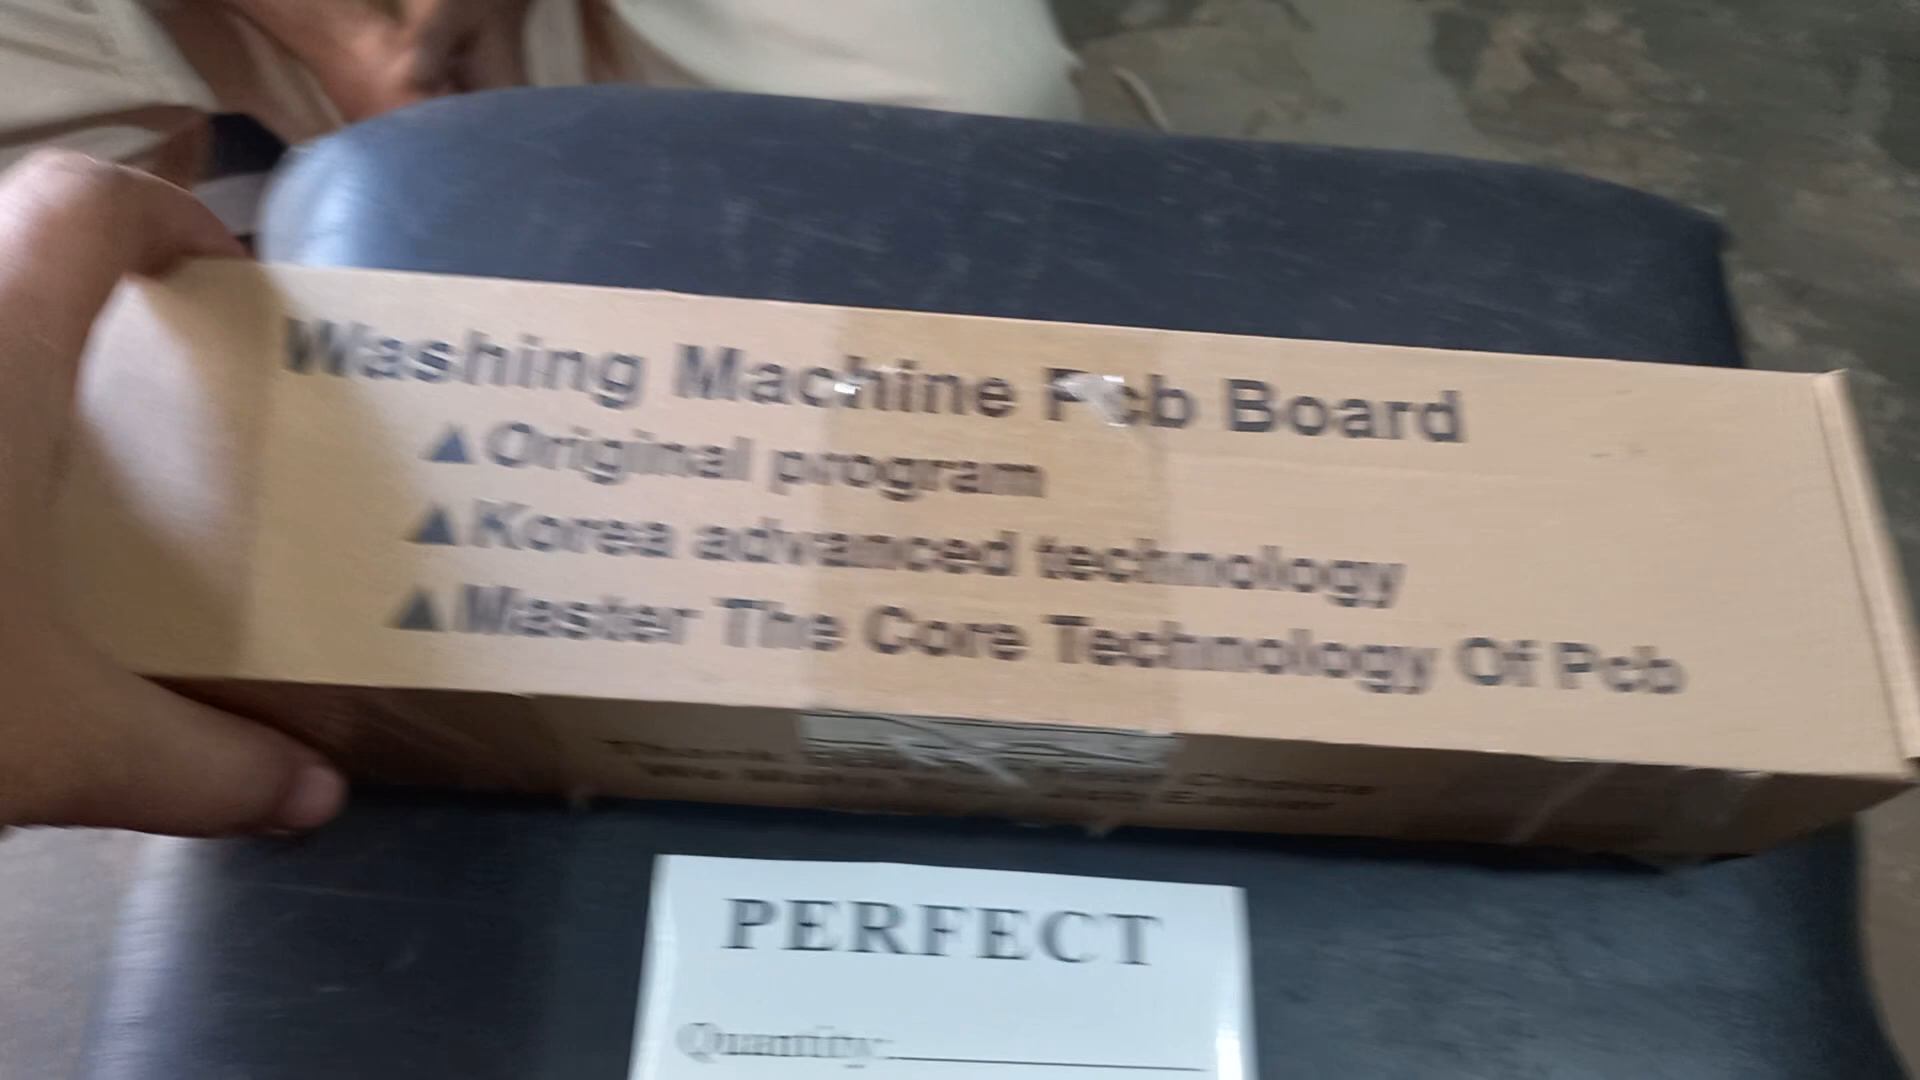 Washing Machine Pcb Board
▲Original program
▲Korea advanced technology
▲Master The Core Technology Of Pcb
PERFECT
Quantity: